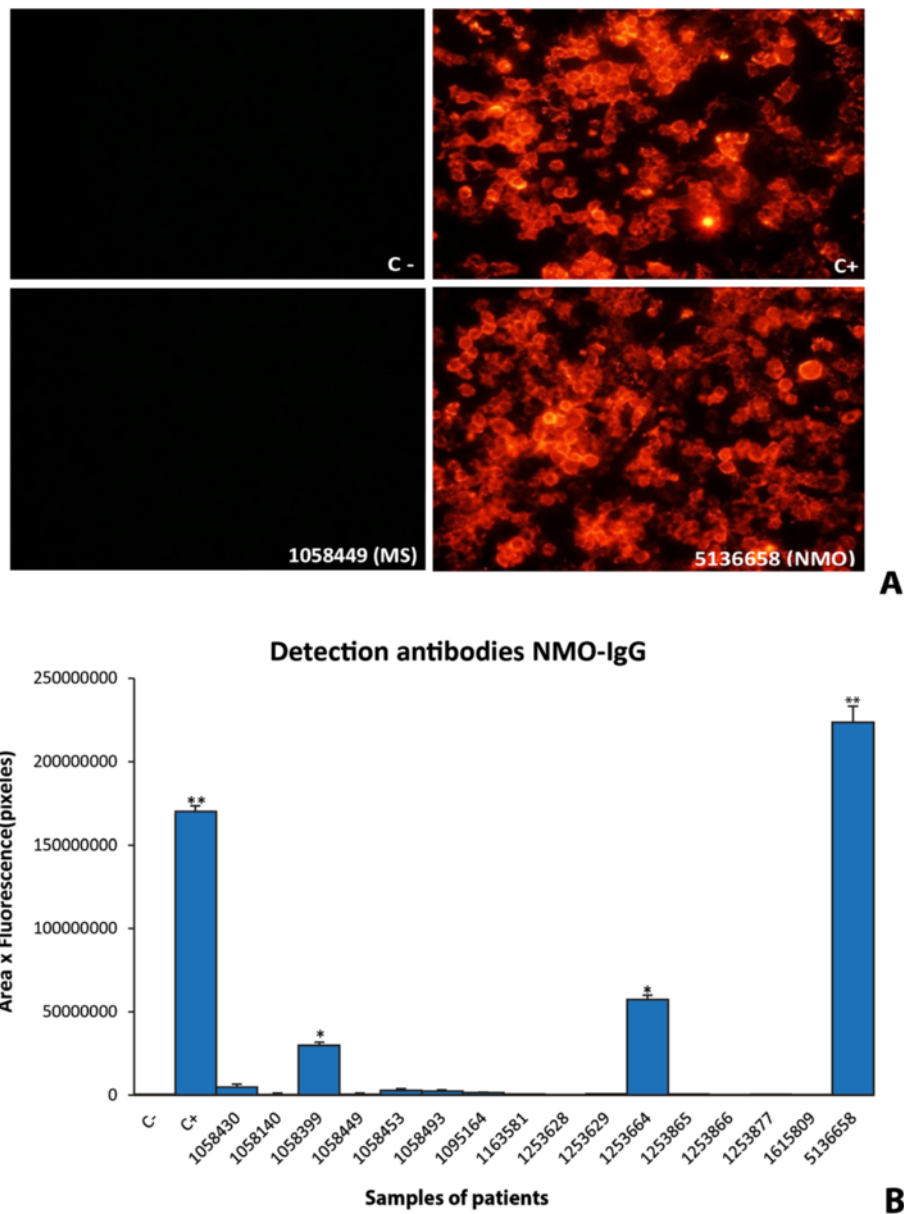 C -
C+
1058449 (MS)
5136658 (NMO)
A
Detection antibodies NMO-IgG
250000000
200000000
150000000
100000000
50000000
0
Area x Fluorescence(pixeles)
**
*
*
**
C-
C+
1058430
1058140
1058399
1058449
1058453
1058493
1095164
1163581
1253628
1253629
1253664
1253865
1253866
1253877
1615809
5136658
Samples of patients
B